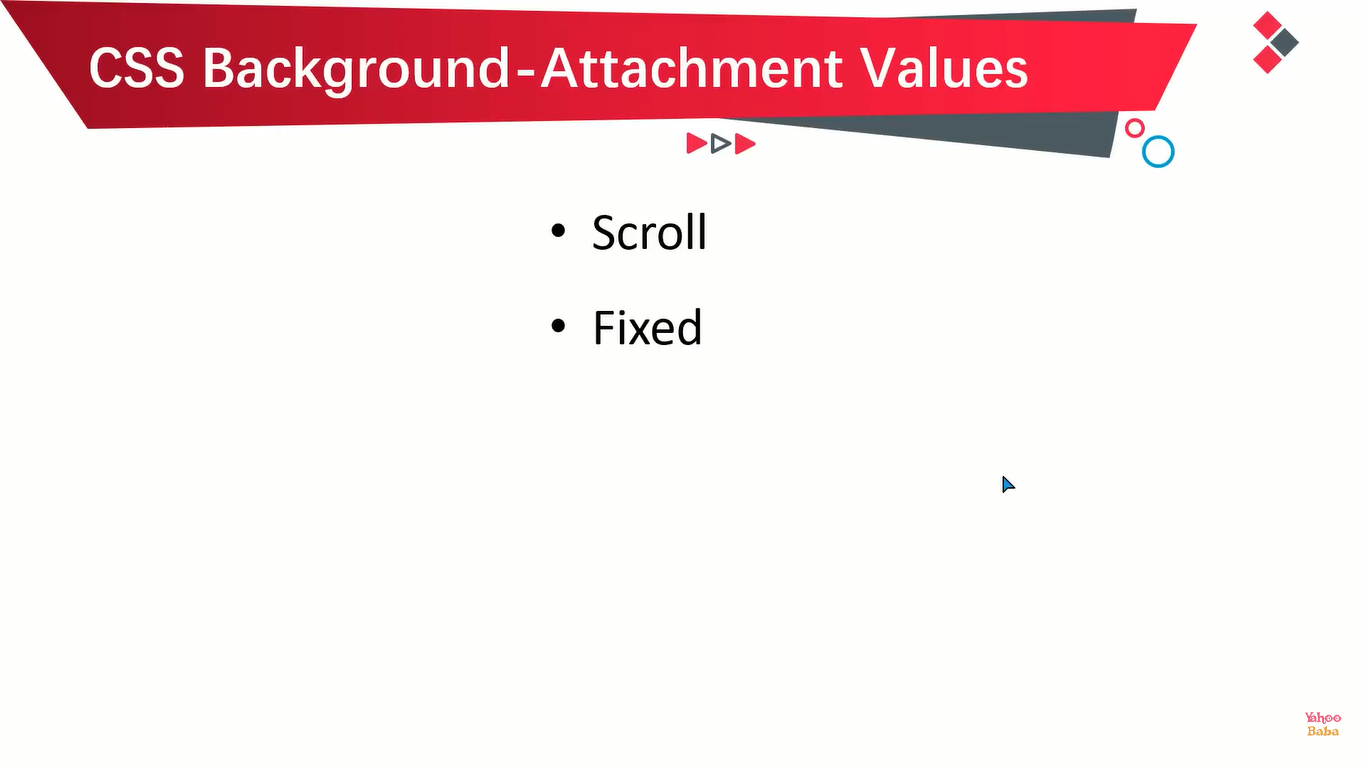 CSS Background-Attachment Values
• Scroll
• Fixed
Yahoo
Baba